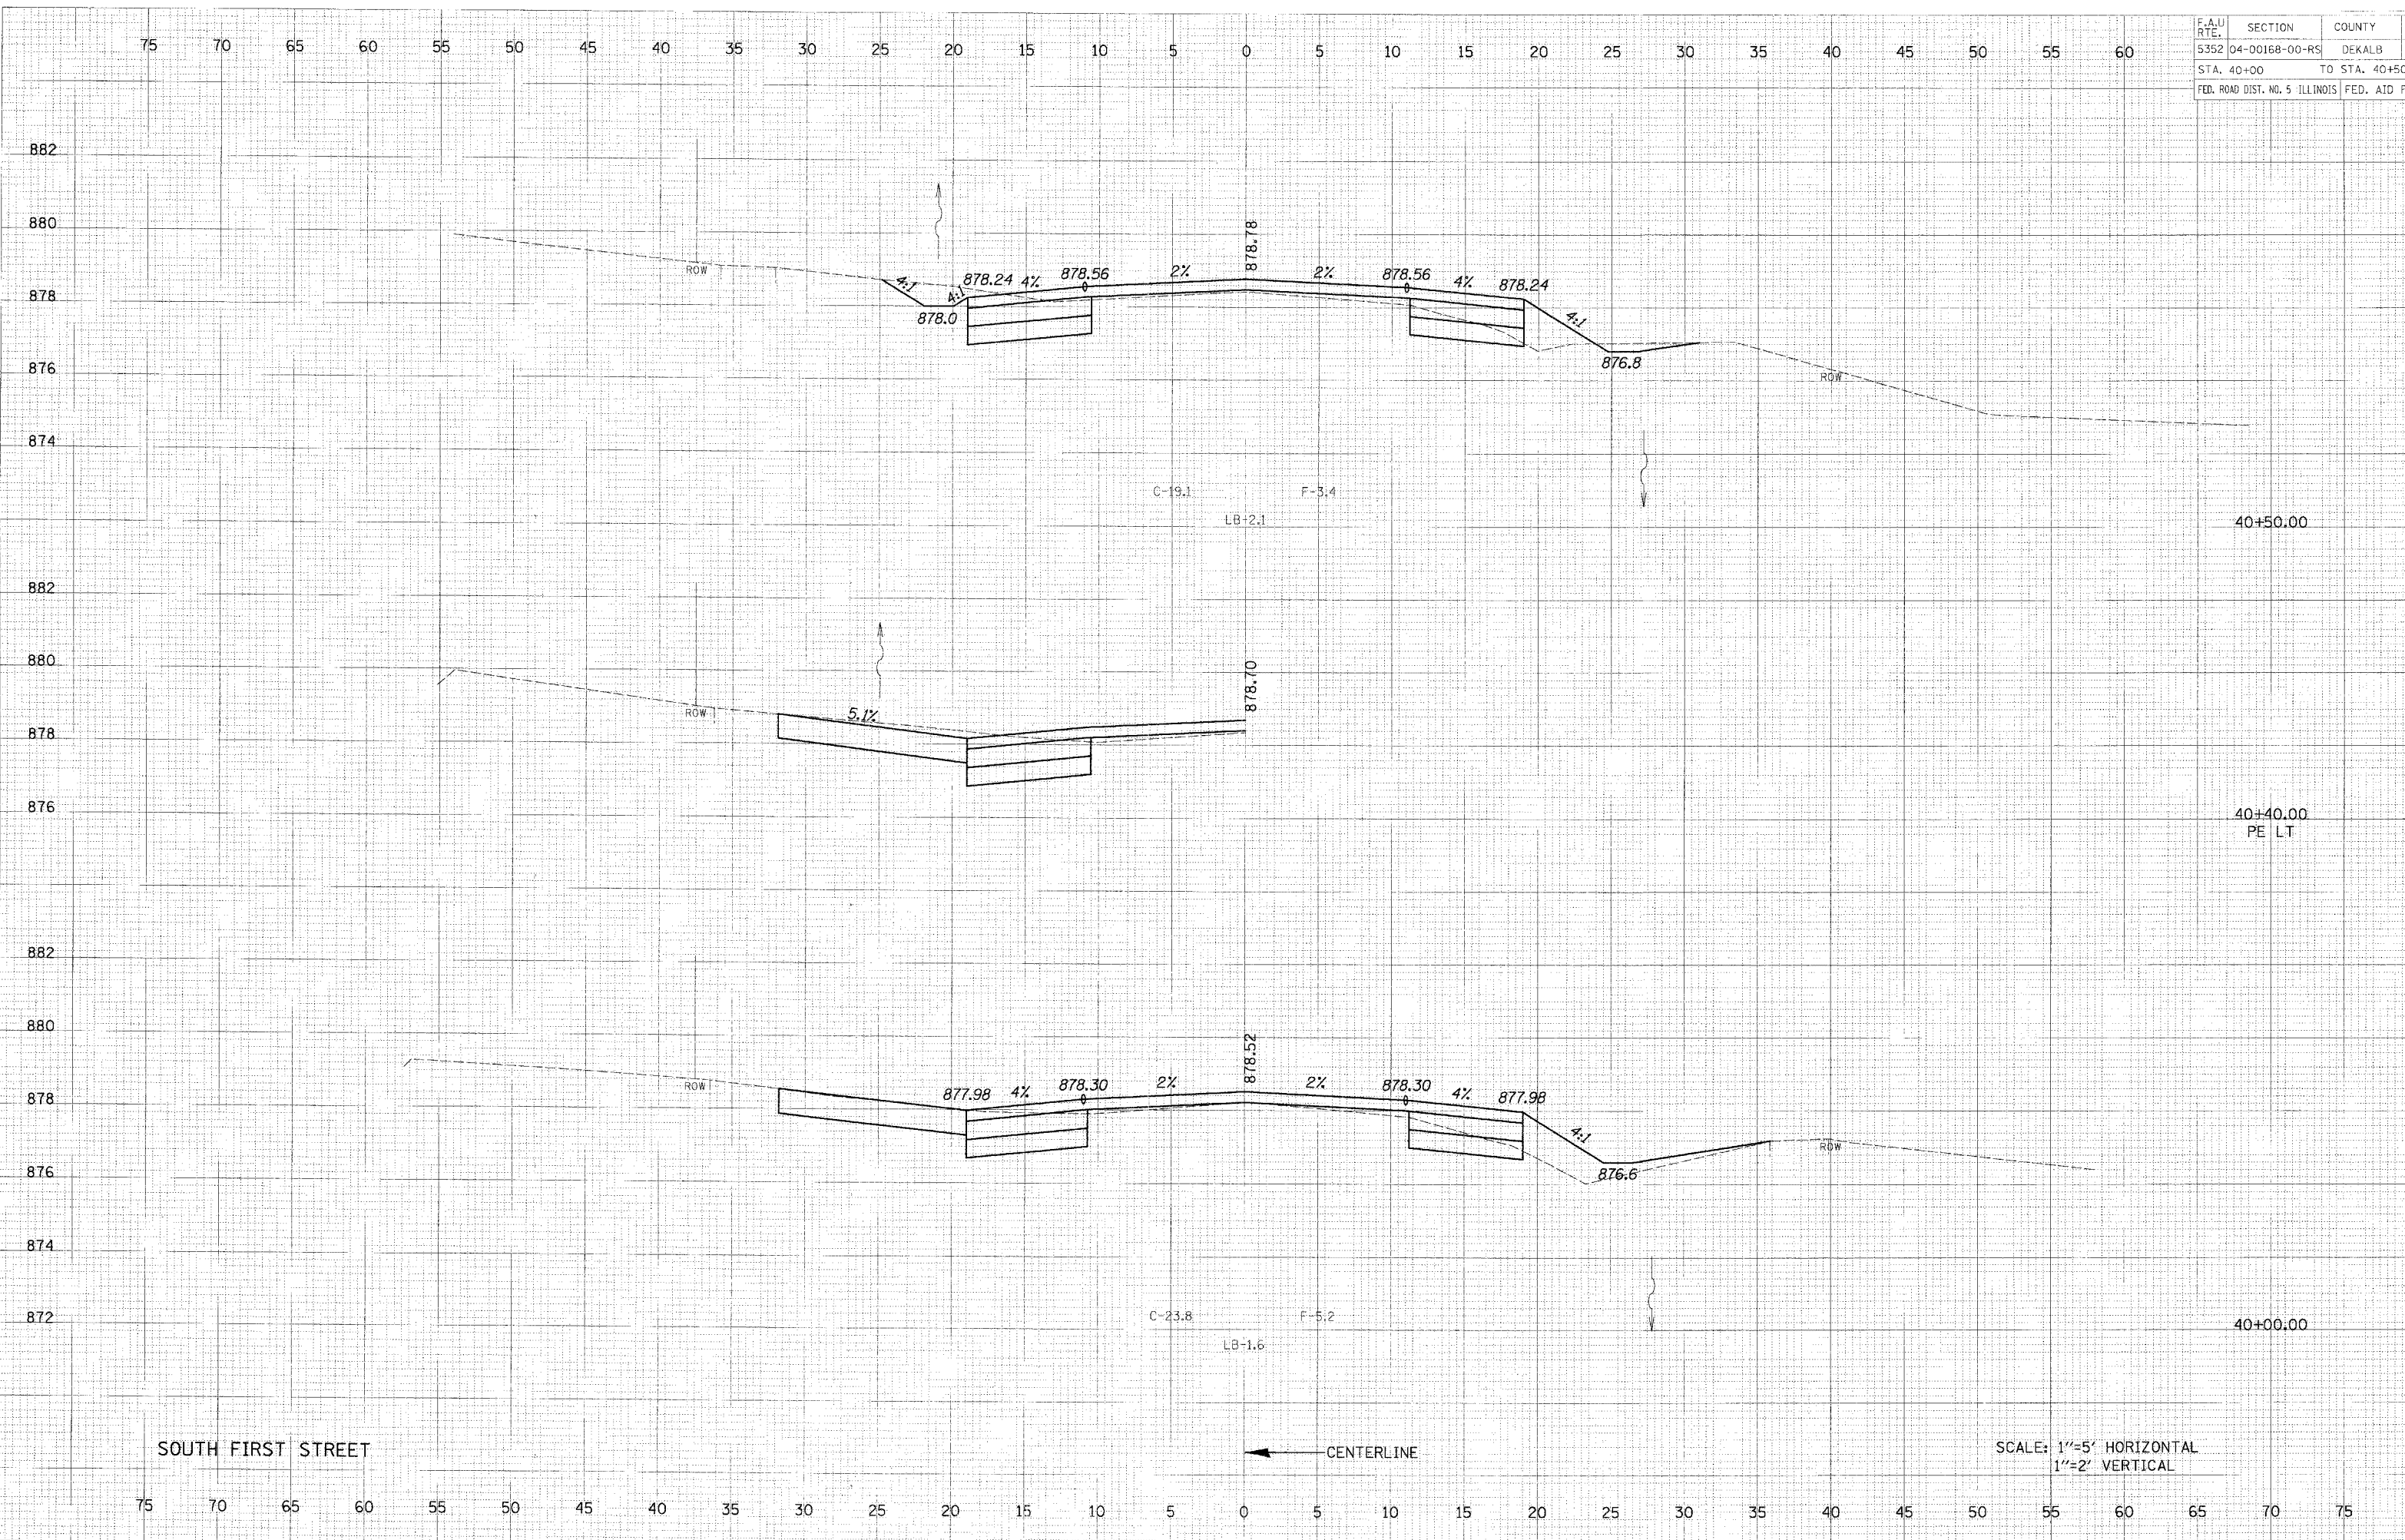 75 70 65 60 55 50 45 40 35 30 25 20 15 10 5 0 5 10 15 20 25 30 35 40 45 50 55 60
F.A.U RTE. SECTION COUNTY
5352 04-00168-00-RS DEKALB
STA. 40+00 TO STA. 40+50
FED. ROAD DIST. NO. 5 ILLINOIS FED. AID
882
880
878
876
874
ROW 4:1 4:1 878.24 4% 878.56 2% 878.78 2% 878.56 4% 878.24 4:1
878.0
876.8
ROW
C-19.1 F-3.4
LB-2.1
40+50.00
882
880
878
876
ROW 5.1% 878.70
40+40.00
PE LT
882
880
878
876
874
872
ROW 877.98 4% 878.30 2% 878.52 2% 878.30 4% 877.98 4:1
876.6
ROW
C-23.8 F-5.2
LB-1.6
40+00.00
SOUTH FIRST STREET
CENTERLINE
SCALE: 1"=5' HORIZONTAL
1"=2' VERTICAL
75 70 65 60 55 50 45 40 35 30 25 20 15 10 5 0 5 10 15 20 25 30 35 40 45 50 55 60 65 70 75